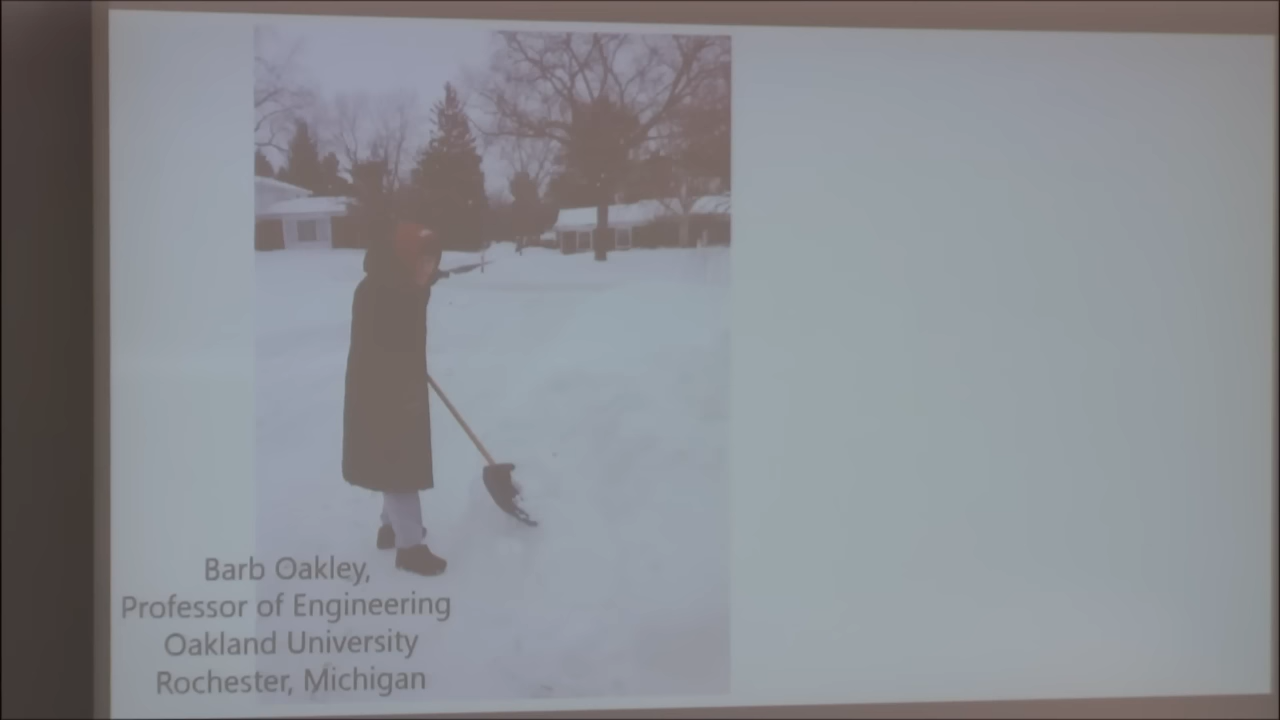 Barb Oakley,
Professor of Engineering
Oakland University
Rochester, Michigan